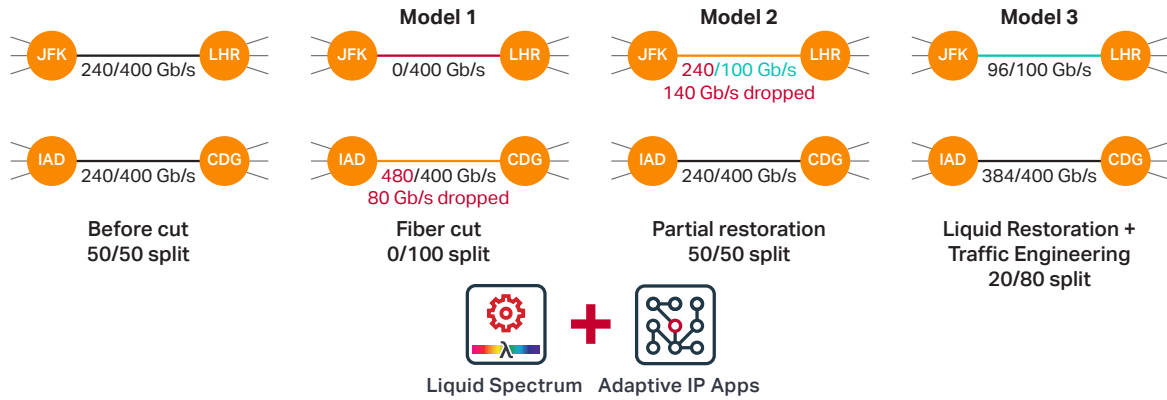 Model 1
Model 2
Model 3
JFK
LHR
240/400 Gb/s
JFK
LHR
0/400 Gb/s
JFK
LHR
240/100 Gb/s
140 Gb/s dropped
JFK
LHR
96/100 Gb/s
IAD
CDG
240/400 Gb/s
IAD
CDG
480/400 Gb/s
80 Gb/s dropped
IAD
CDG
240/400 Gb/s
IAD
CDG
384/400 Gb/s
Before cut
50/50 split
Fiber cut
0/100 split
Partial restoration
50/50 split
Liquid Restoration +
Traffic Engineering
20/80 split
λ
Liquid Spectrum
Adaptive IP Apps